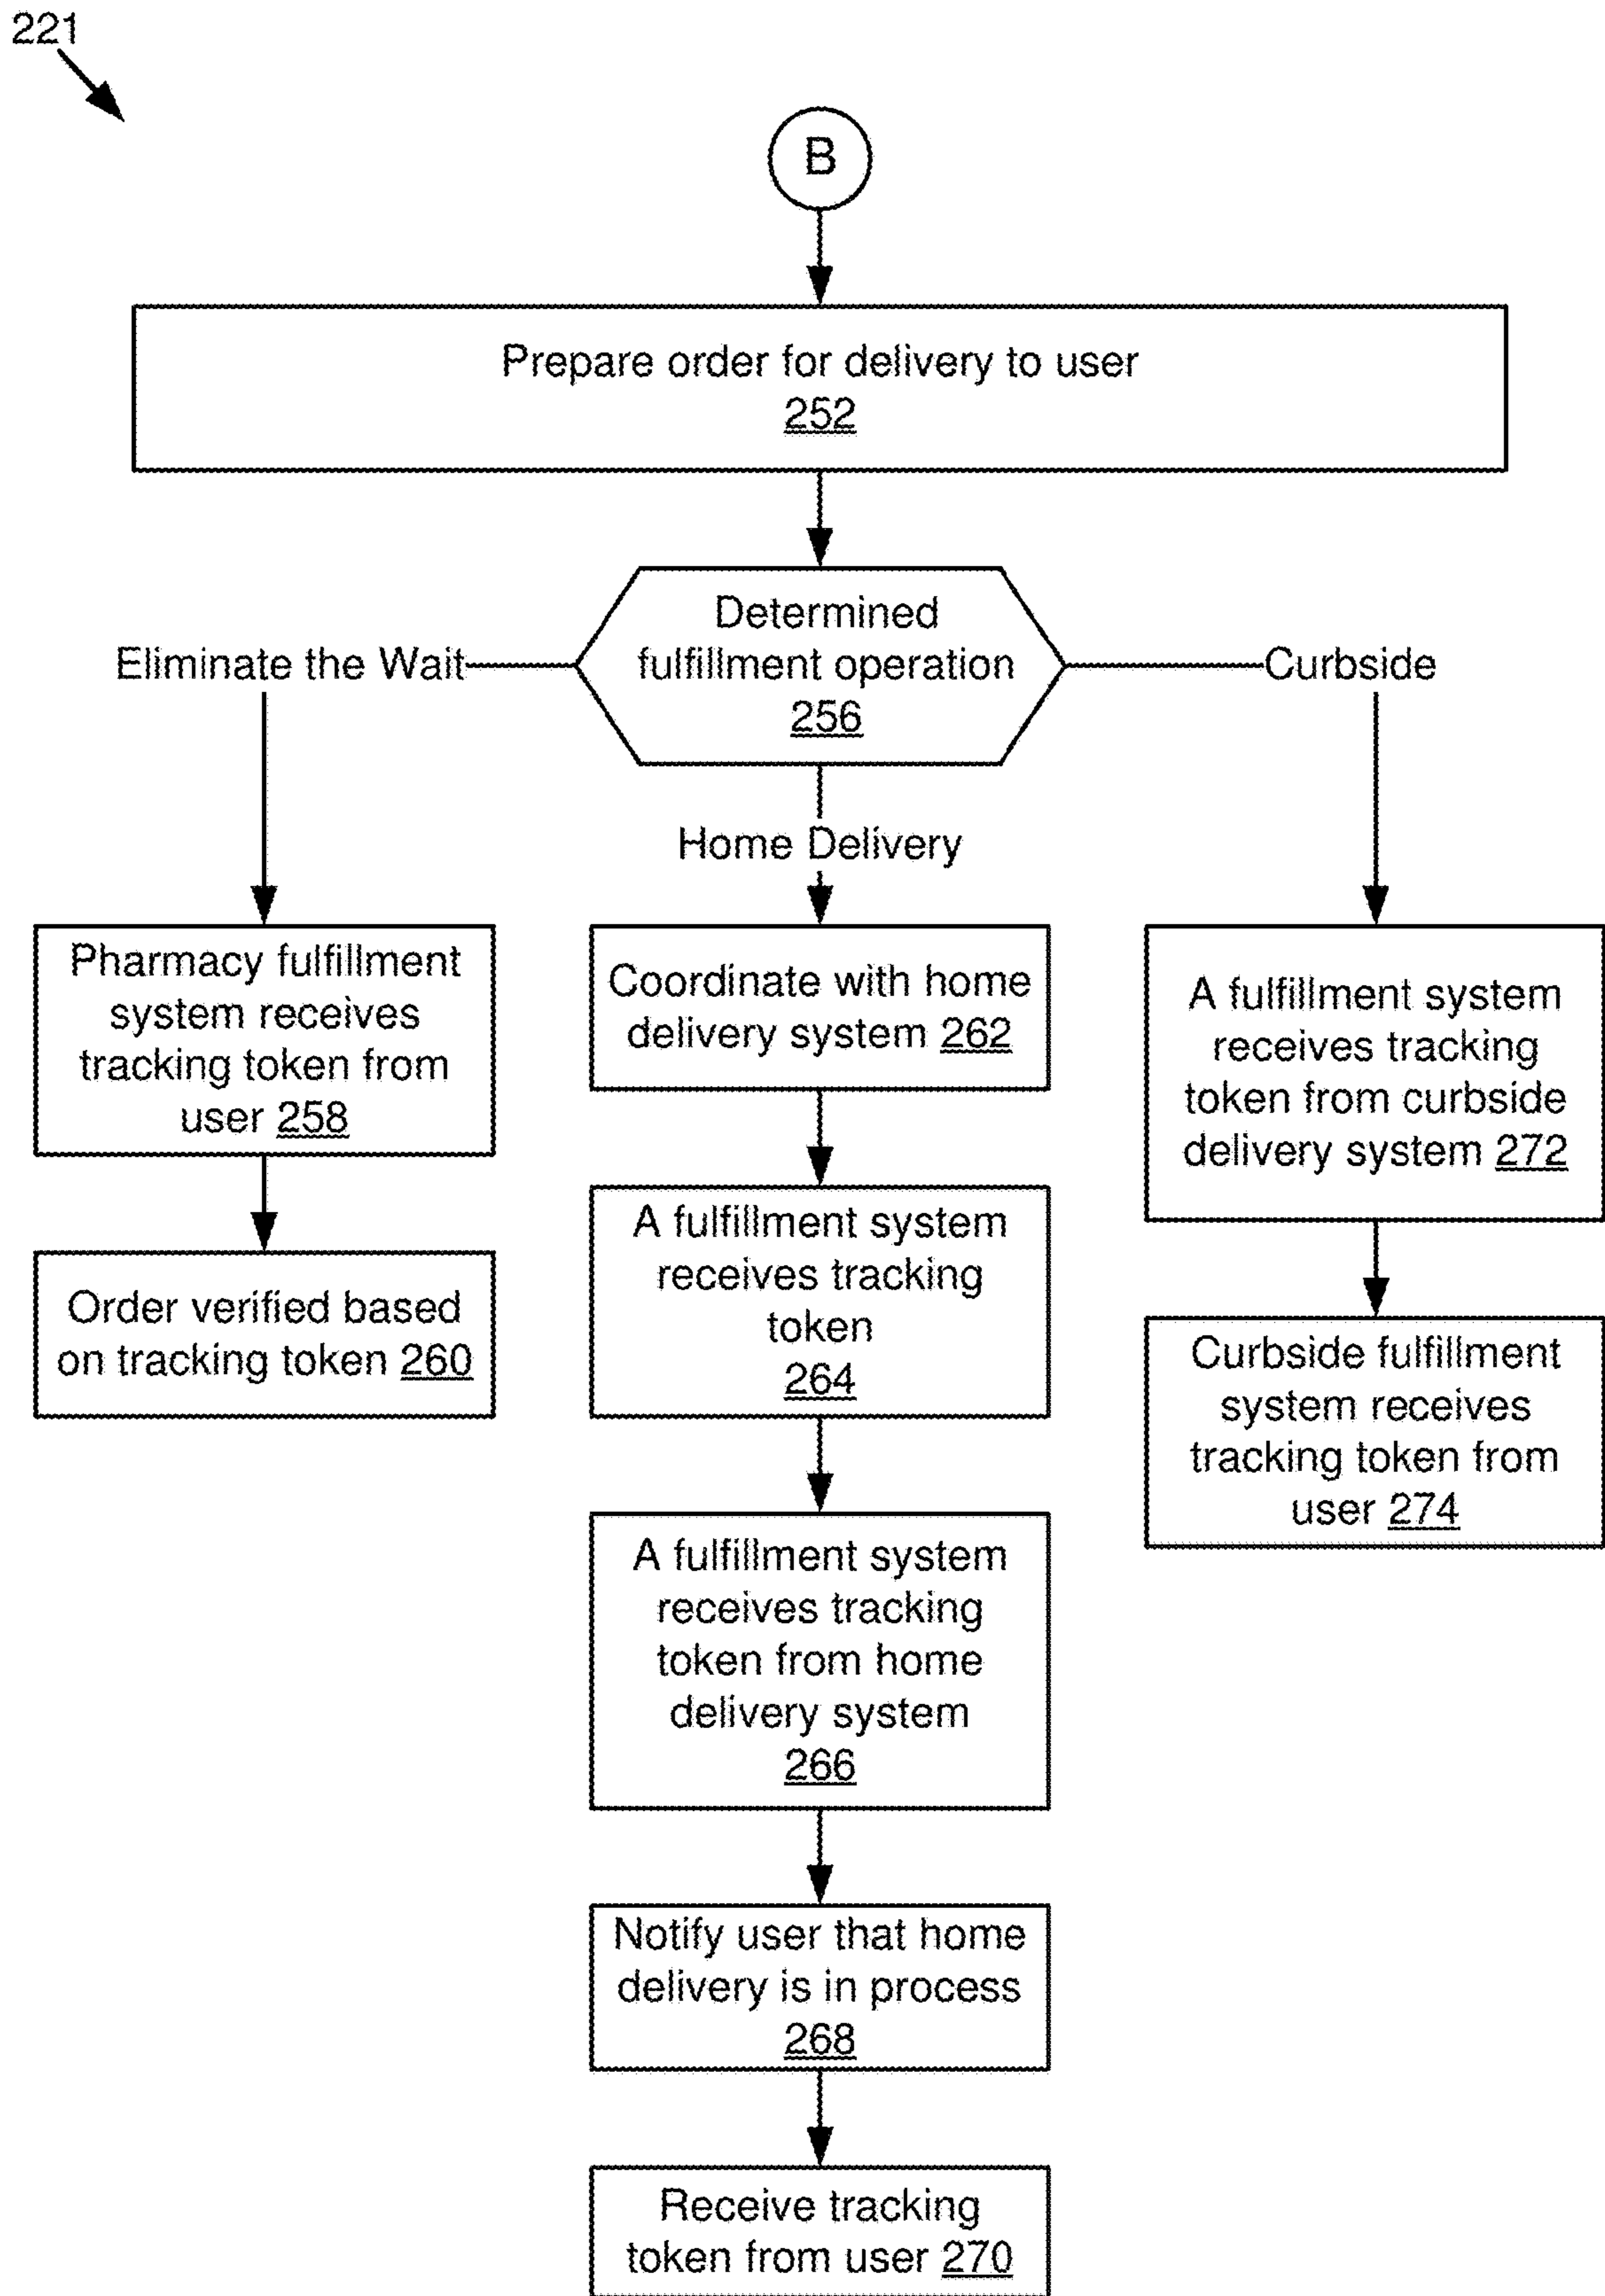 221
B
Prepare order for delivery to user
252
Determined
fulfillment operation
256
Eliminate the Wait
Curbside
Home Delivery
Pharmacy fulfillment
system receives
tracking token from
user 258
Order verified based
on tracking token 260
Coordinate with home
delivery system 262
A fulfillment system
receives tracking
token
264
A fulfillment system
receives tracking
token from home
delivery system
266
Notify user that home
delivery is in process
268
Receive tracking
token from user 270
A fulfillment system
receives tracking
token from curbside
delivery system 272
Curbside fulfillment
system receives
tracking token from
user 274